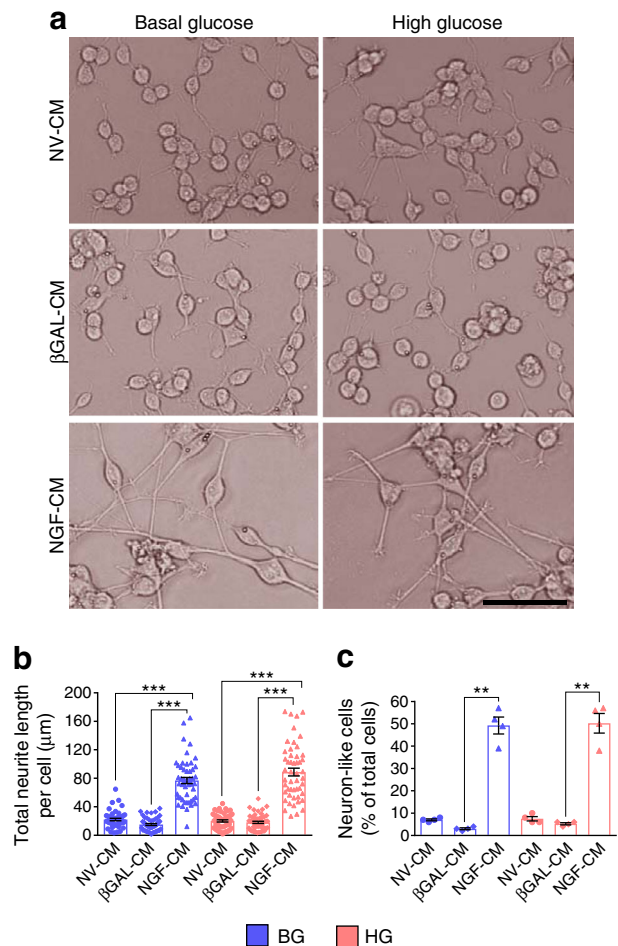 a
Basal glucose
High glucose
NV-CM
βGAL-CM
NGF-CM
b
Total neurite length
per cell (μm)
200
160
120
80
40
0
***
***
***
***
NV-CM
βGAL-CM
NGF-CM
NV-CM
βGAL-CM
NGF-CM
c
Neuron-like cells
(% of total cells)
60
50
40
30
20
10
0
**
**
NV-CM
βGAL-CM
NGF-CM
NV-CM
βGAL-CM
NGF-CM
BG
HG